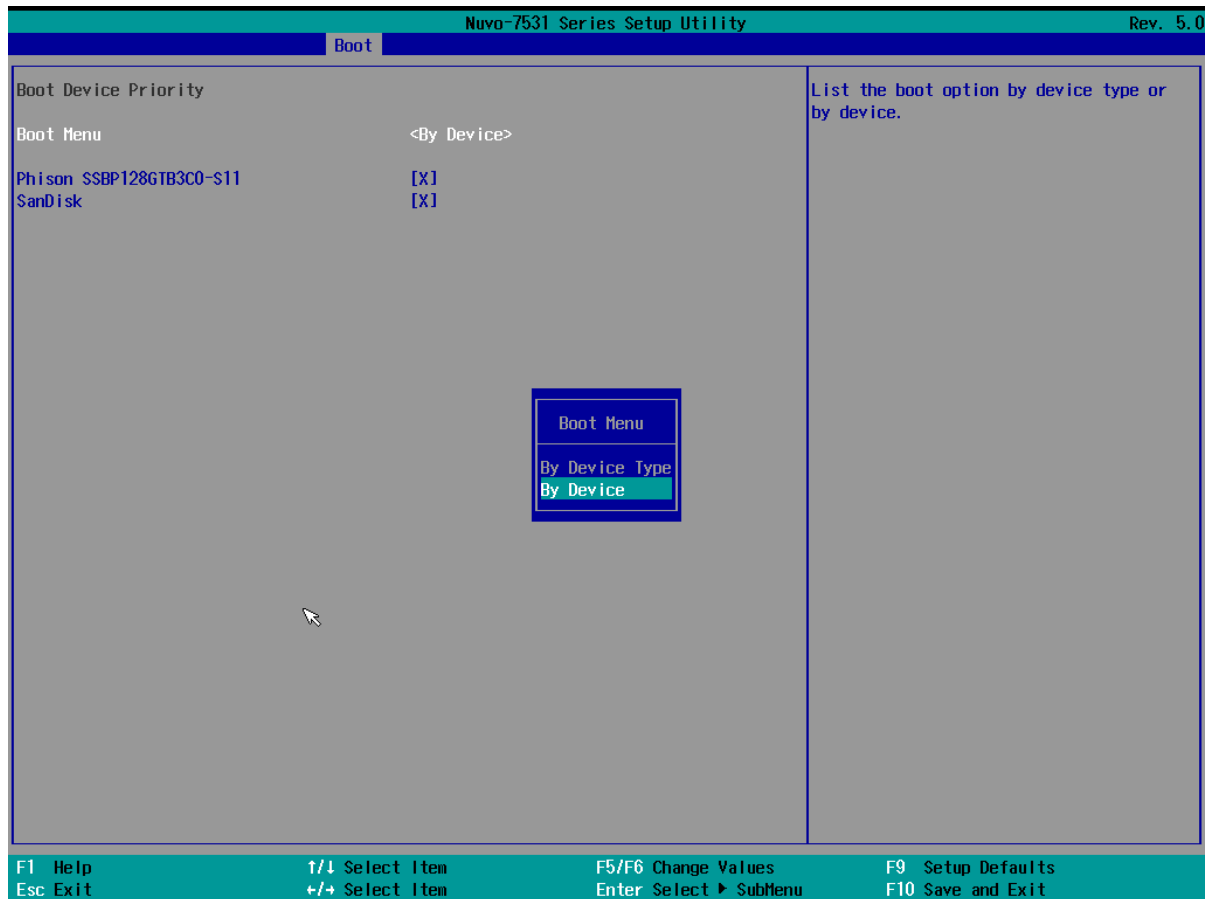 Nuvo-7531 Series Setup Utility Rev. 5.0
Boot
Boot Device Priority
List the boot option by device type or
by device.
Boot Menu <By Device>
Phison SSBP128GTB3C0-S11 [X]
SanDisk [X]
Boot Menu
By Device Type
By Device
F1 Help ↑/↓ Select Item F5/F6 Change Values F9 Setup Defaults
Esc Exit ←/→ Select Item Enter Select ▶ SubMenu F10 Save and Exit